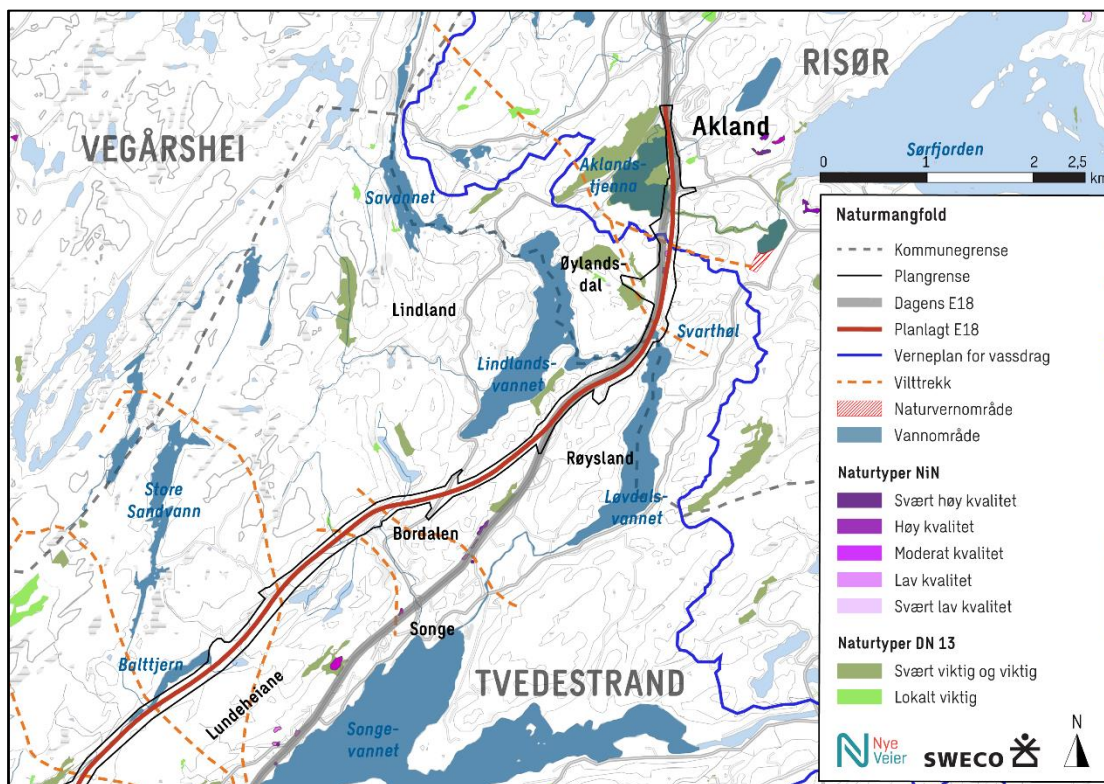 RISØR
VEGÅRSHEI
Akland
Aklands-
tjenna
Sørfjorden
0 1 2 2,5
km
Savannet
Øylands-
dal
Lindland
Svarthøl
Lindlands-
vannet
Røysland
Løvdals-
vannet
Store
Sandvann
Bordalen
Songe
Balttjern
Lundeheiane
TVEDESTRAND
Songe-
vannet
Naturmangfold
Kommunegrense
Plangrense
Dagens E18
Planlagt E18
Verneplan for vassdrag
Vilttrekk
Naturvernområde
Vannområde
Naturtyper NiN
Svært høy kvalitet
Høy kvalitet
Moderat kvalitet
Lav kvalitet
Svært lav kvalitet
Naturtyper DN 13
Svært viktig og viktig
Lokalt viktig
Nye
Veier
SWECO
N